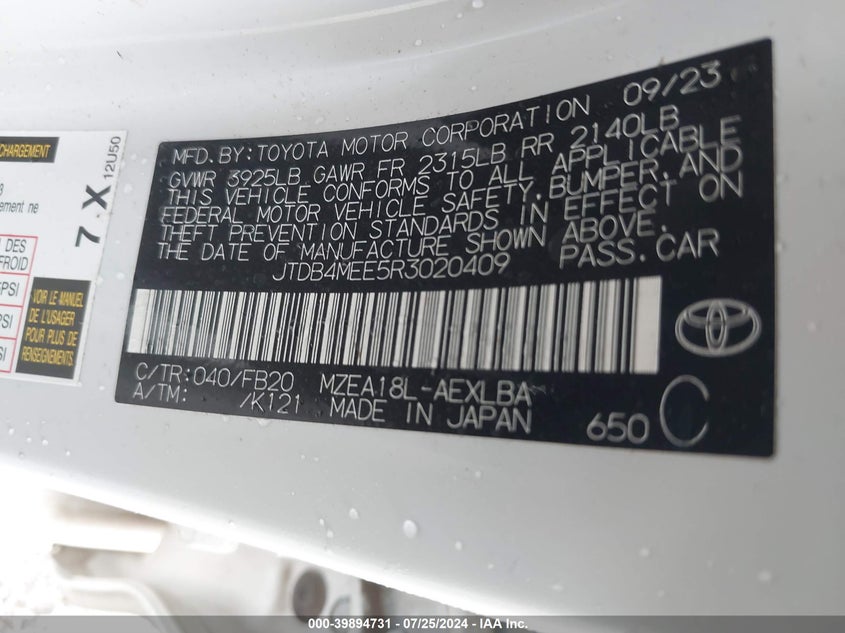 CHARGEMENT
ement ne
DES
FROID
PSI
PSI
VOIR LE MANUEL
DE L'USAGER
POUR PLUS DE
RENSEIGNEMENTS
7 X
12U50
09/23
MFD. BY: TOYOTA MOTOR CORPORATION
GVWR 3925LB GAWR FR 2315LB RR 2140LB
THIS VEHICLE CONFORMS TO ALL APPLICABLE
FEDERAL MOTOR VEHICLE SAFETY, BUMPER, AND
THEFT PREVENTION STANDARDS IN EFFECT ON
THE DATE OF MANUFACTURE SHOWN ABOVE.
JTDB4MEE5R3020409 PASS. CAR
C/TR: 040/FB20 MZEA18L-AEXLBA
A/TM: /K121 MADE IN JAPAN
650 C
000-39894731 - 07/25/2024 - IAA Inc.